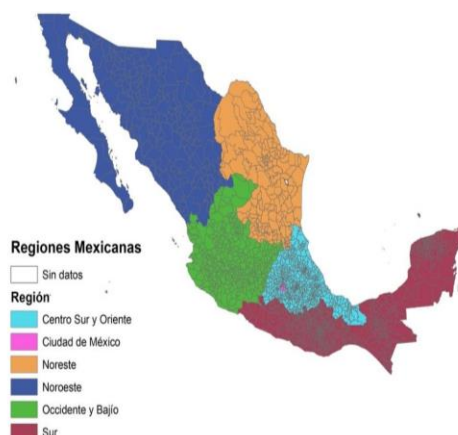 Regiones Mexicanas
Sin datos
Región
Centro Sur y Oriente
Ciudad de México
Noreste
Noroeste
Occidente y Bajío
Sur